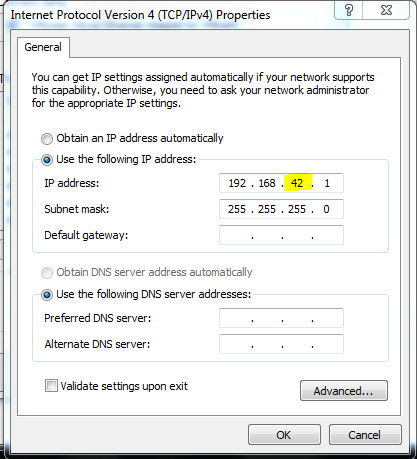 Internet Protocol Version 4 (TCP/IPv4) Properties
?
General
You can get IP settings assigned automatically if your network supports
this capability. Otherwise, you need to ask your network administrator
for the appropriate IP settings.
Obtain an IP address automatically
Use the following IP address:
IP address: 192 . 168 . 42 . 1
Subnet mask: 255 . 255 . 255 . 0
Default gateway: . . .
Obtain DNS server address automatically
Use the following DNS server addresses:
Preferred DNS server: . . .
Alternate DNS server: . . .
Validate settings upon exit
Advanced...
OK Cancel